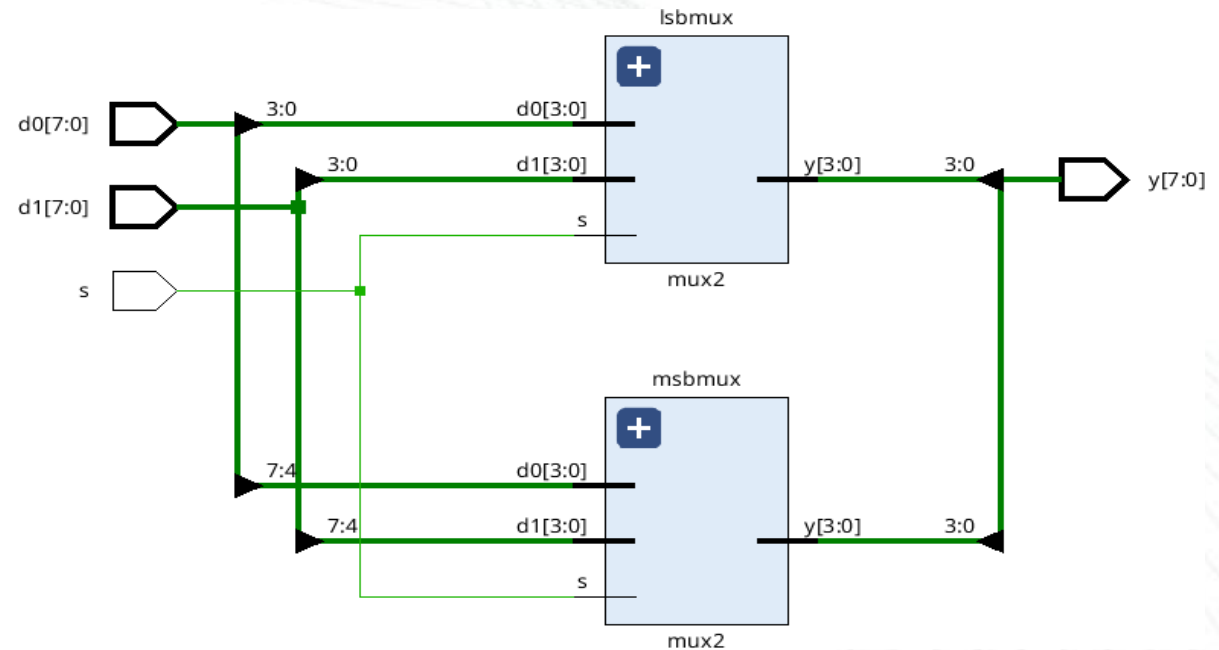 lsbmux
d0[7:0]
3:0
d0[3:0]
3:0
d1[3:0]
y[3:0]
3:0
y[7:0]
d1[7:0]
s
s
mux2
msbmux
7:4
d0[3:0]
7:4
d1[3:0]
y[3:0]
3:0
s
mux2